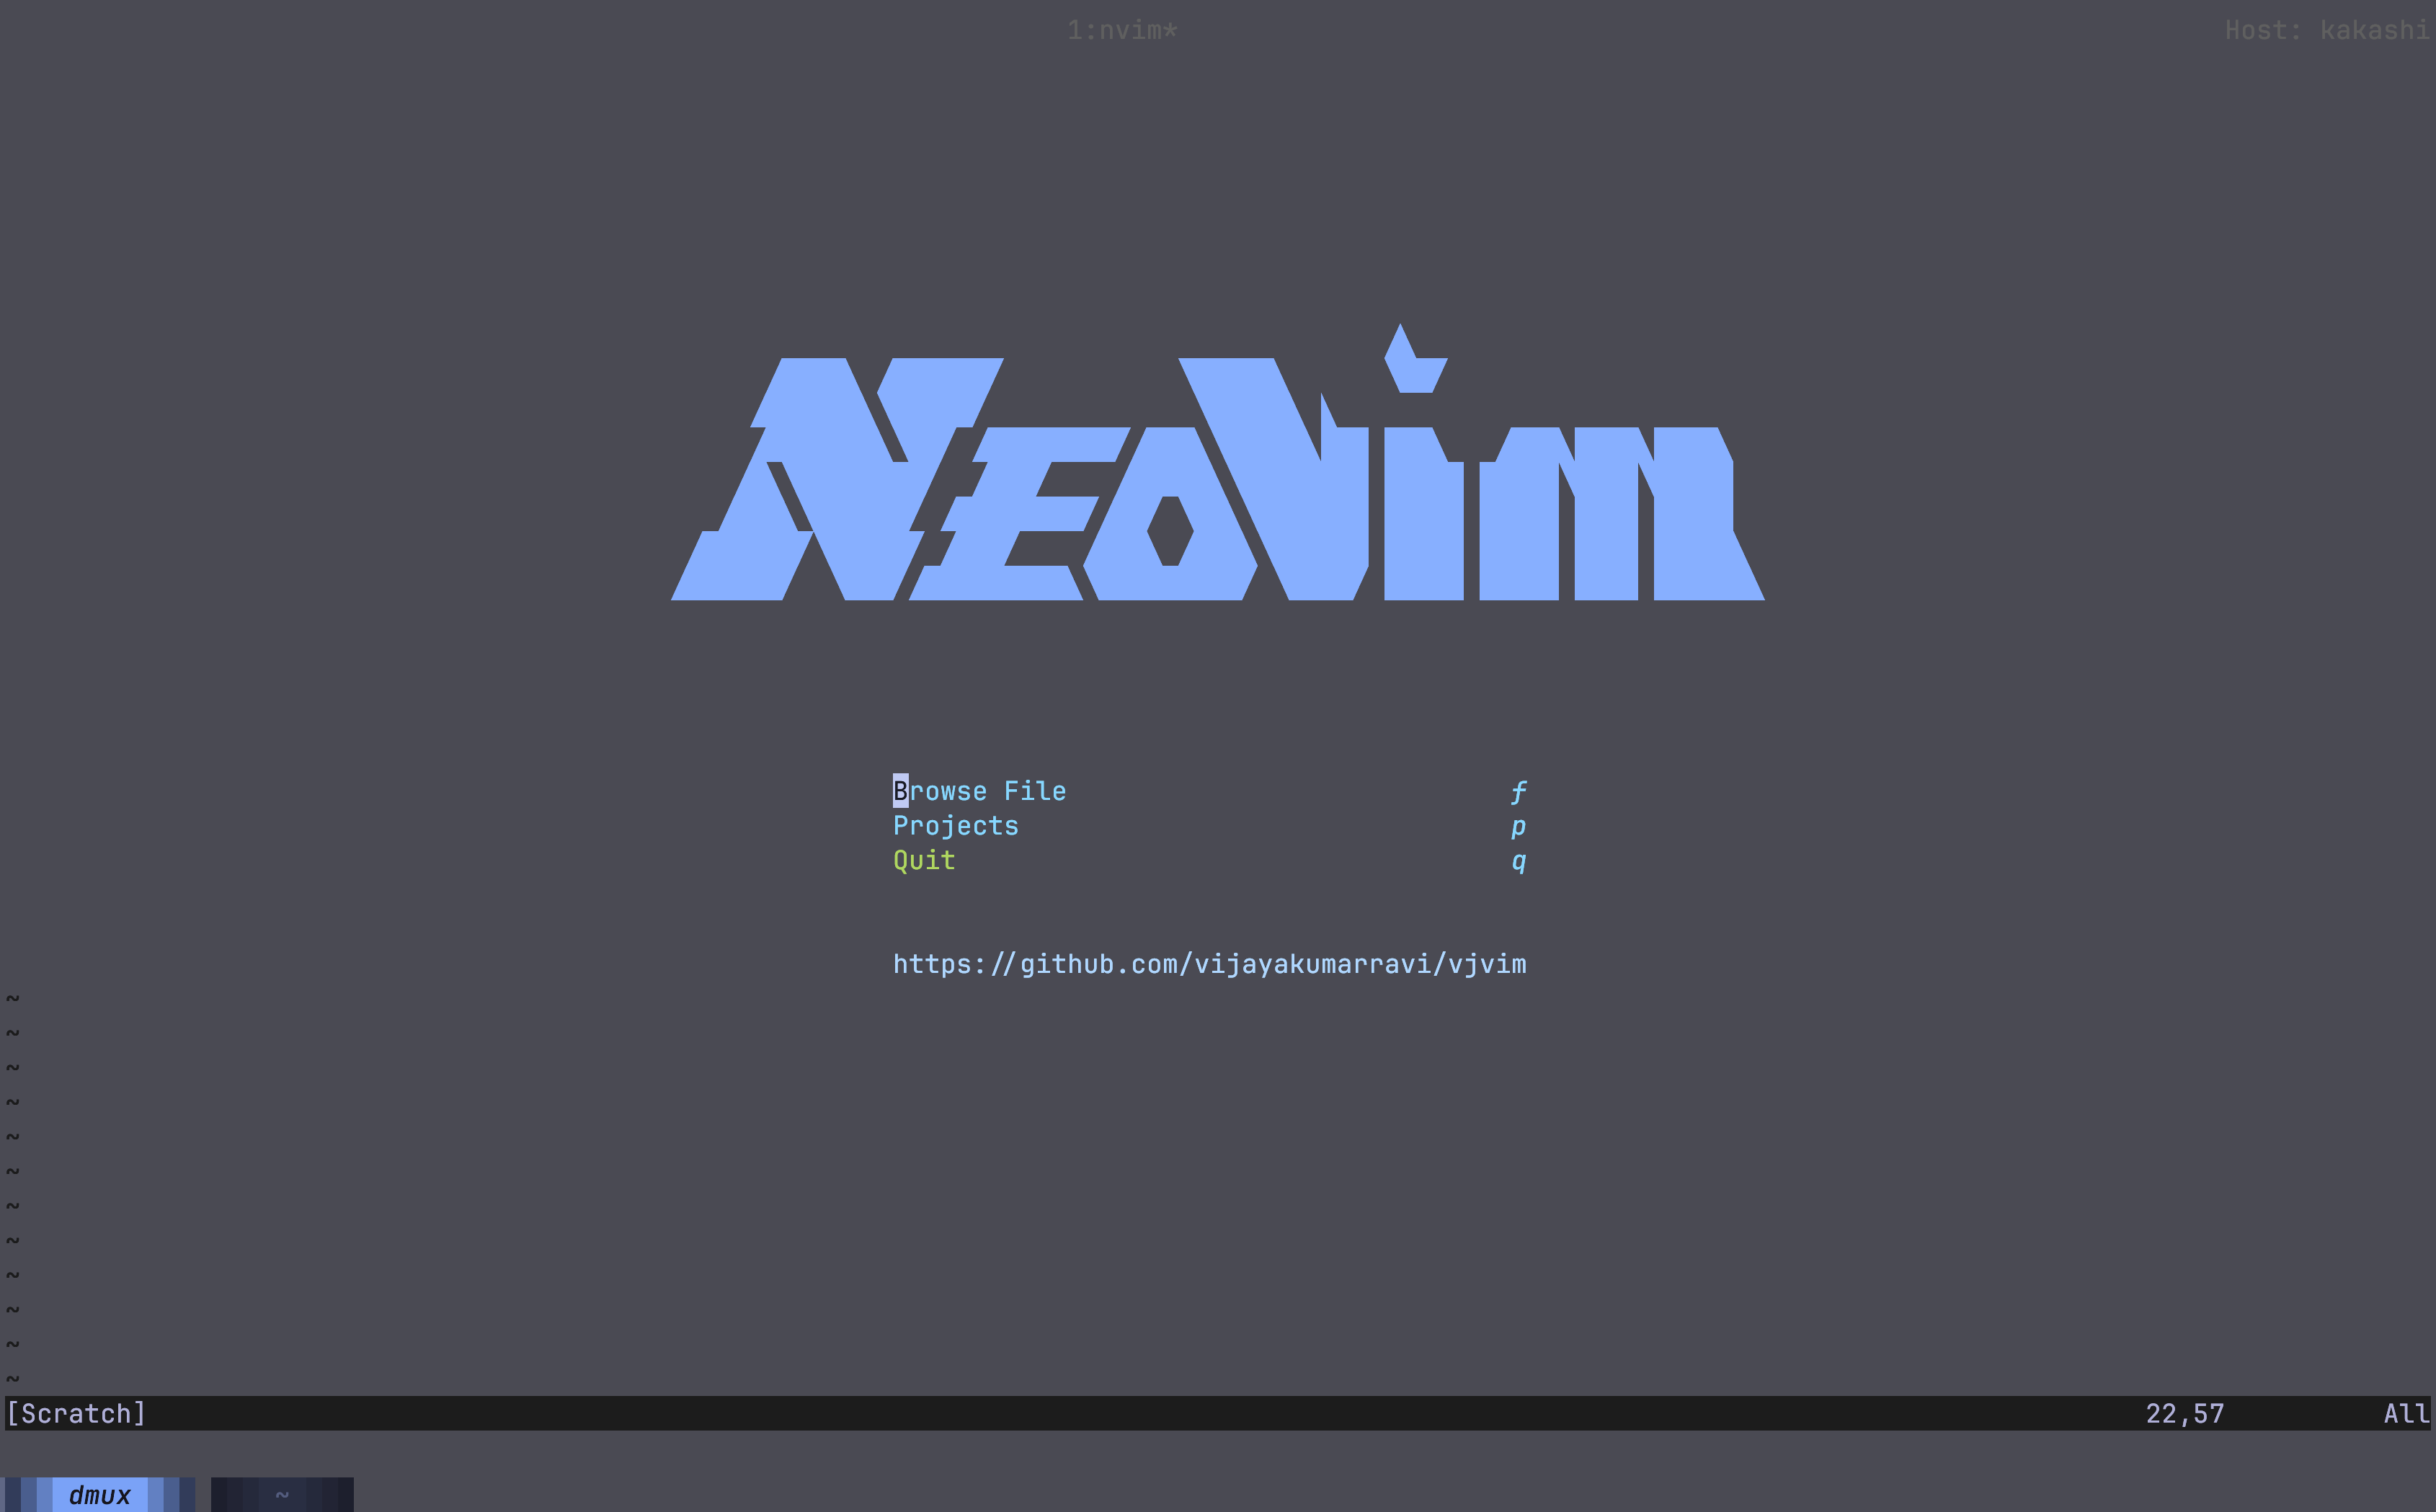 1:nvim* Host: kakashi
NEOVim
Browse File f
Projects p
Quit q
https://github.com/vijayakumarravi/vjvim
~
~
~
~
~
~
~
~
~
~
~
~
[Scratch] 22,57 All
dmux ~